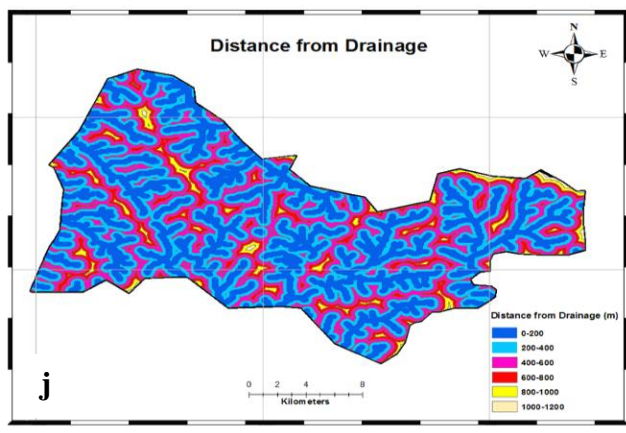 Distance from Drainage
N
W E
S
Distance from Drainage (m)
0-200
200-400
400-600
600-800
800-1000
1000-1200
j
0 2 4 8
Kilometers